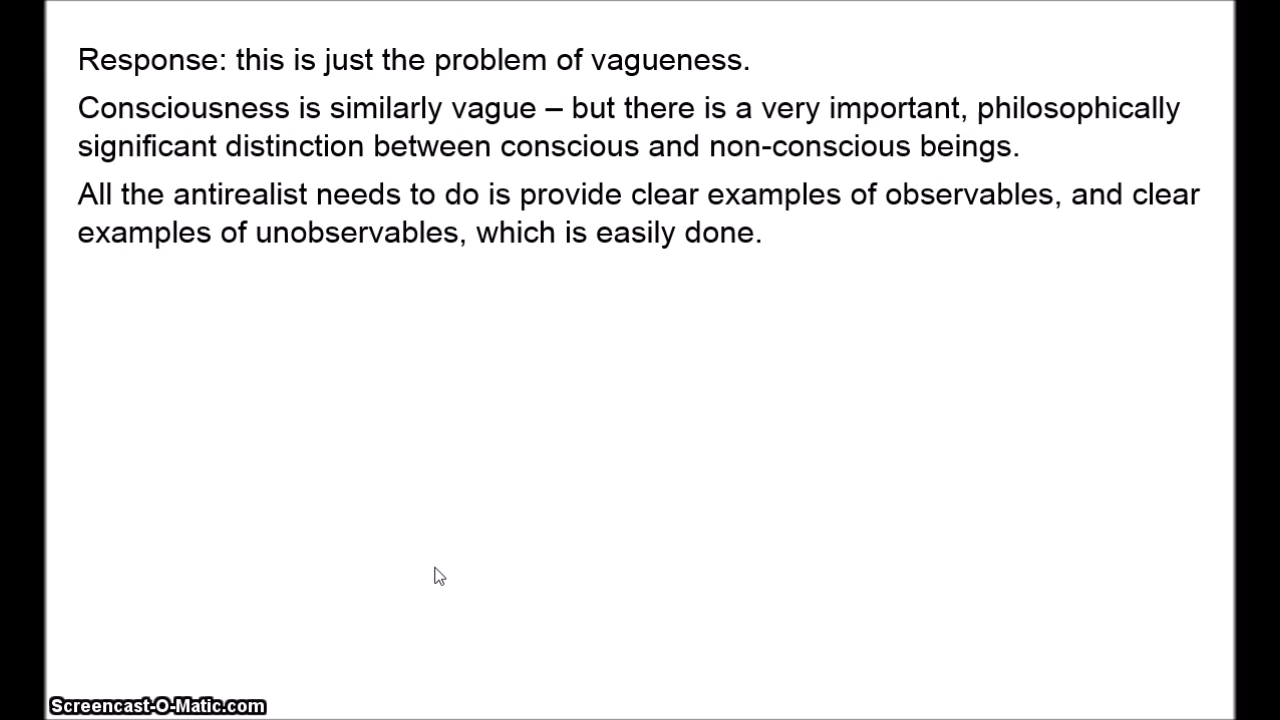 Response: this is just the problem of vagueness.
Consciousness is similarly vague – but there is a very important, philosophically
significant distinction between conscious and non-conscious beings.
All the antirealist needs to do is provide clear examples of observables, and clear
examples of unobservables, which is easily done.
Screencast-O-Matic.com